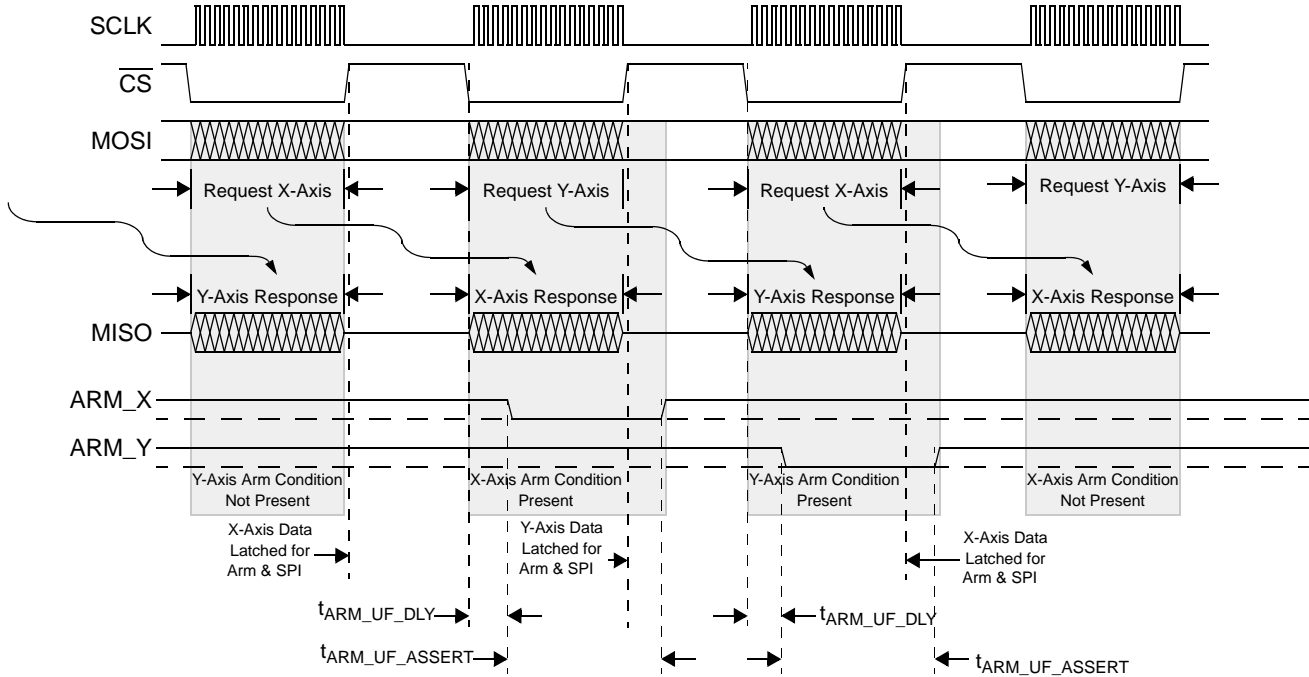 SCLK
CS
MOSI
Request X-Axis
Request Y-Axis
Request X-Axis
Request Y-Axis
Y-Axis Response
X-Axis Response
Y-Axis Response
X-Axis Response
MISO
ARM_X
ARM_Y
Y-Axis Arm Condition
Not Present
X-Axis Arm Condition
Present
Y-Axis Arm Condition
Present
X-Axis Arm Condition
Not Present
X-Axis Data
Latched for
Arm & SPI
Y-Axis Data
Latched for
Arm & SPI
X-Axis Data
Latched for
Arm & SPI
tARM_UF_DLY
tARM_UF_DLY
tARM_UF_ASSERT
tARM_UF_ASSERT